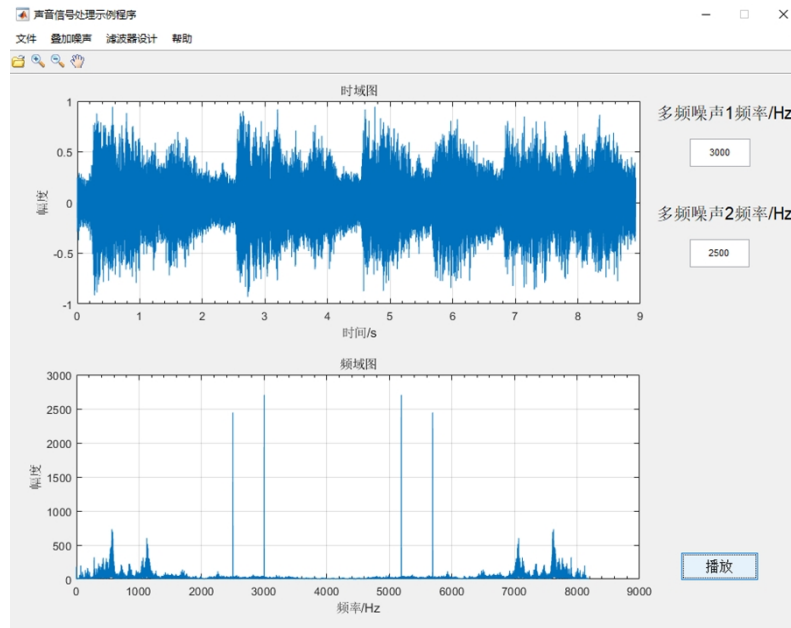 声音信号处理示例程序
文件 叠加噪声 滤波器设计 帮助
时域图
1
0.5
0
-0.5
-1
幅度
0 1 2 3 4 5 6 7 8 9
时间/s
多频噪声1频率/Hz
3000
多频噪声2频率/Hz
2500
频域图
3000
2500
2000
1500
1000
500
0
幅度
0 1000 2000 3000 4000 5000 6000 7000 8000 9000
频率/Hz
播放